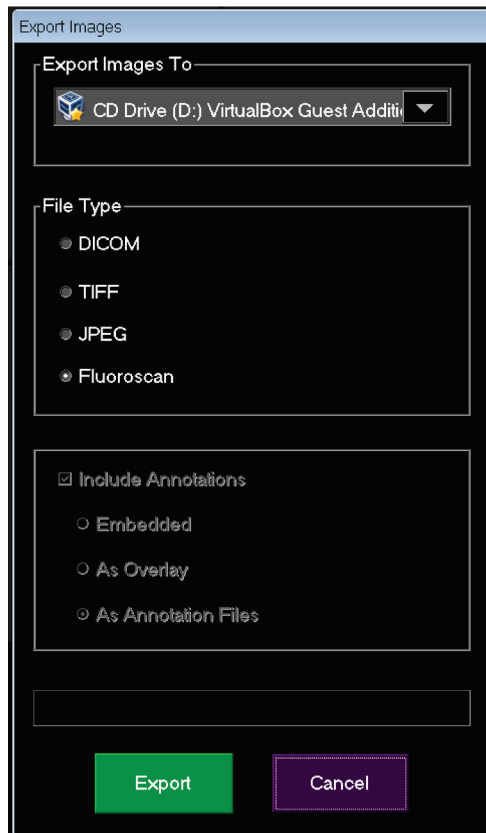 Export Images
Export Images To
CD Drive (D:) VirtualBox Guest Additi
File Type
DICOM
TIFF
JPEG
Fluoroscan
Include Annotations
Embedded
As Overlay
As Annotation Files
Export
Cancel